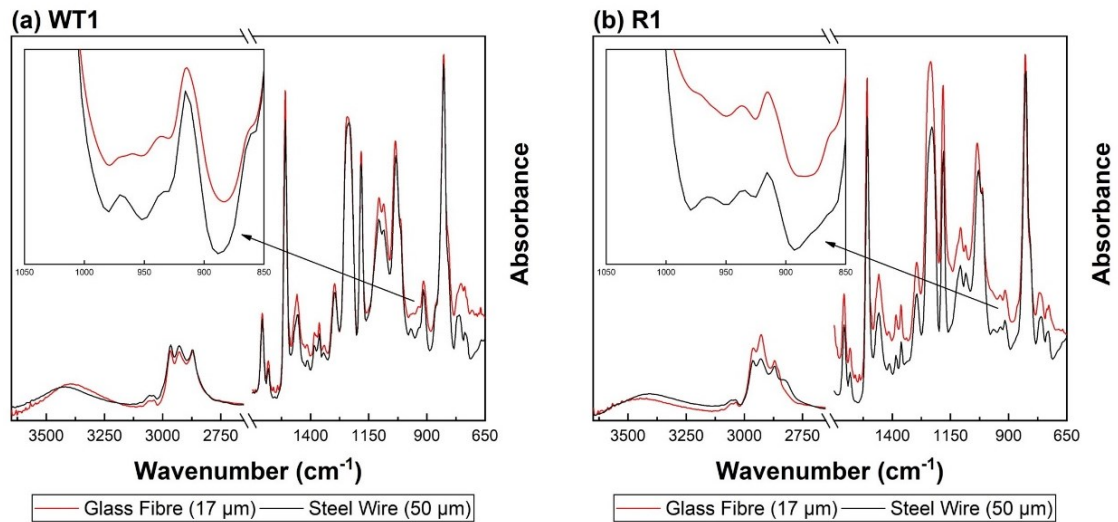 (a) WT1
1050 1000 950 900 850
3500 3000 2750 1400 1150 900 650
Wavenumber (cm⁻¹)
Absorbance
Glass Fibre (17 µm) Steel Wire (50 µm)
(b) R1
1050 1000 950 900 850
3500 3000 2750 1400 1150 900 650
Wavenumber (cm⁻¹)
Absorbance
Glass Fibre (17 µm) Steel Wire (50 µm)